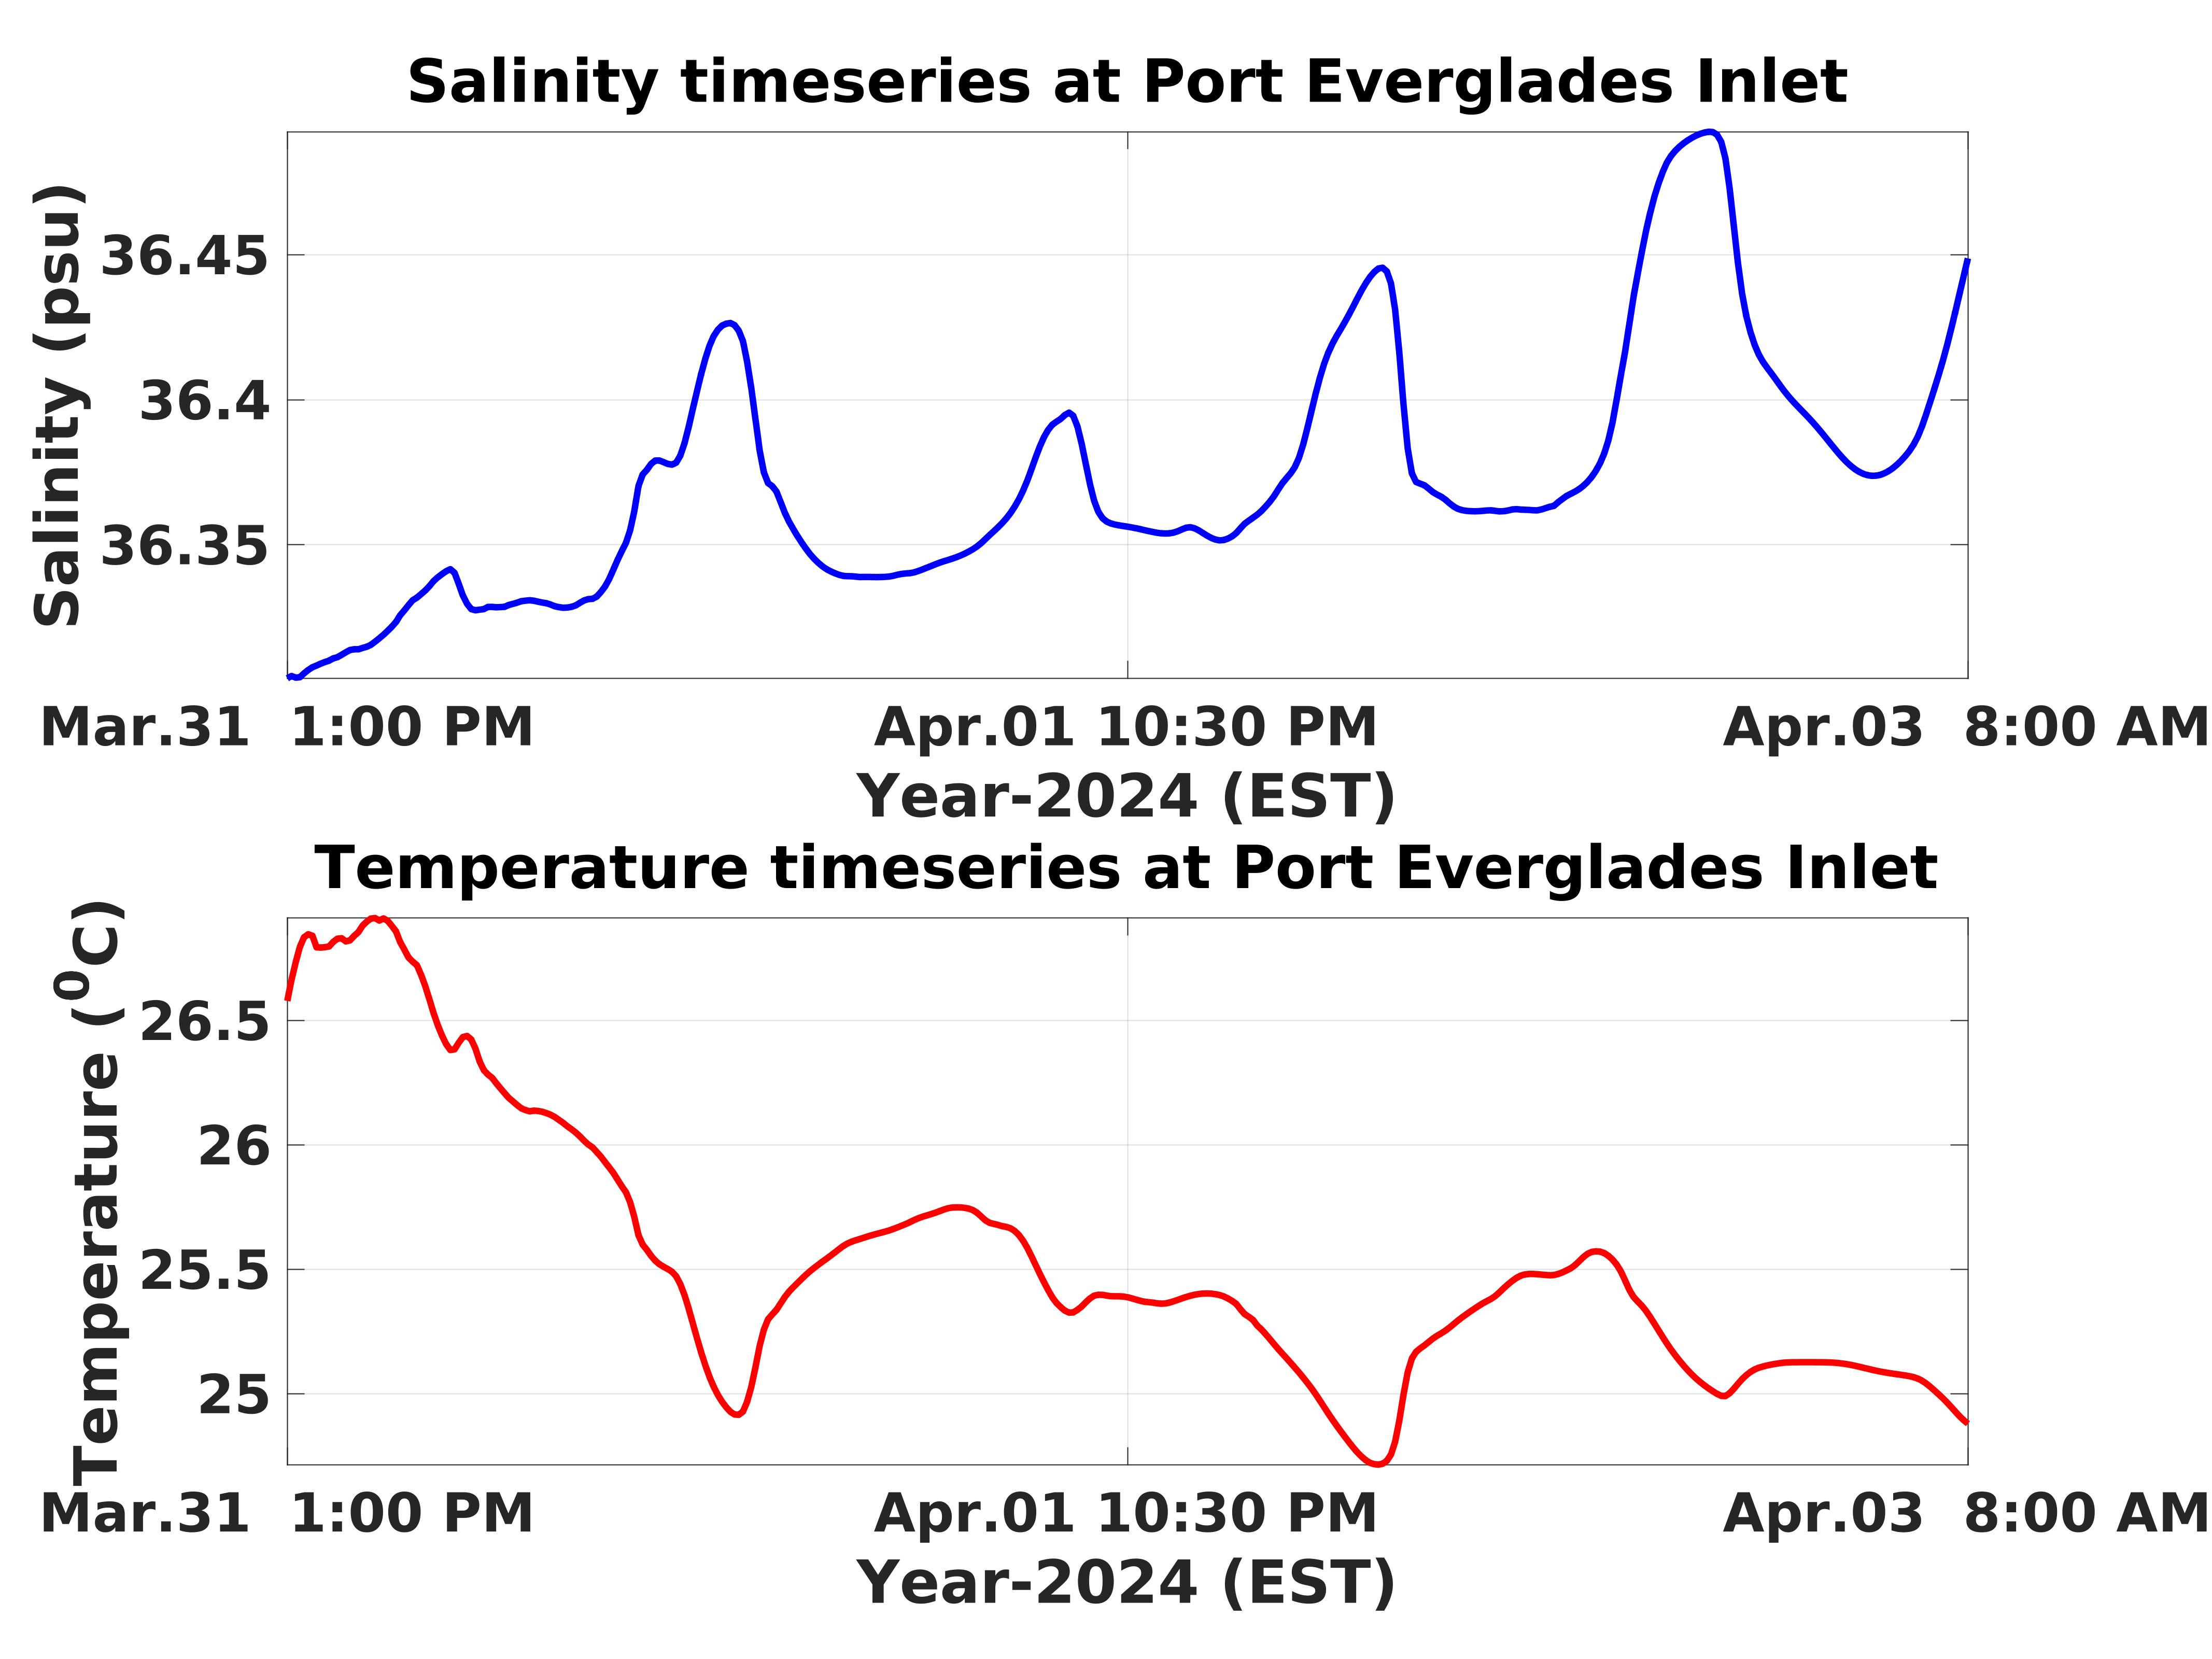 Salinity timeseries at Port Everglades Inlet
Salinity (psu)
36.45
36.4
36.35
Mar.31  1:00 PM
Apr.01 10:30 PM
Apr.03  8:00 AM
Year-2024 (EST)
Temperature timeseries at Port Everglades Inlet
Temperature (⁰C)
26.5
26
25.5
25
Mar.31  1:00 PM
Apr.01 10:30 PM
Apr.03  8:00 AM
Year-2024 (EST)